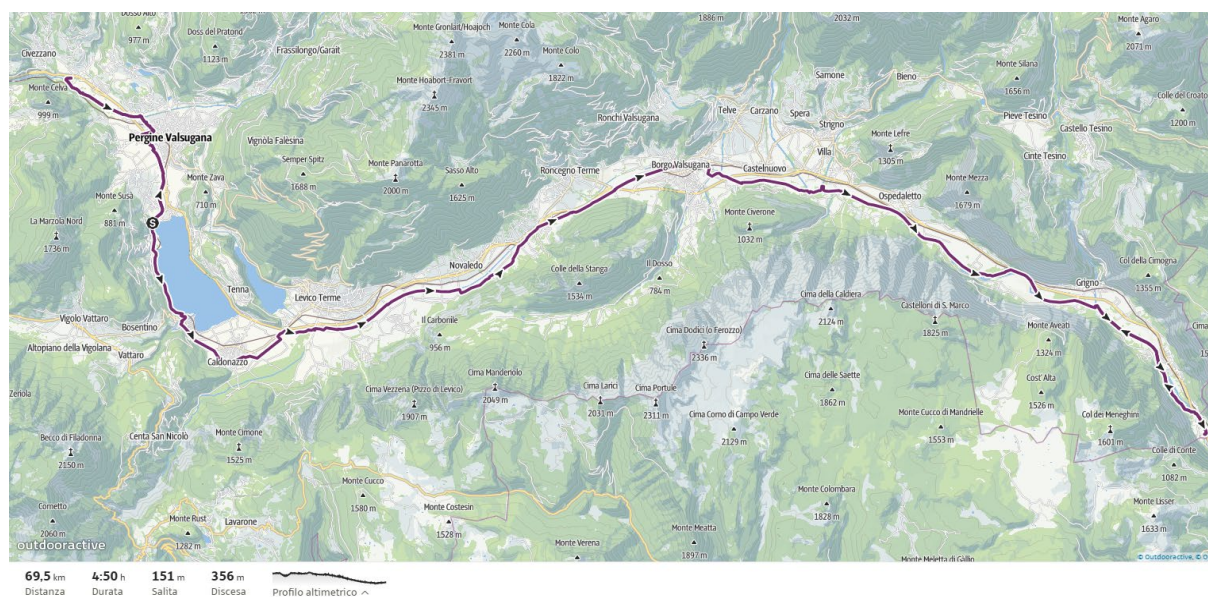 Dosso Alto
977 m
Doss del Pratond
1123 m
Monte Gronlait/Hoajoch
2381 m
Monte Cola
2260 m
1886 m
2032 m
Monte Agaro
2071 m
Civezzano
Frassilongo/Garait
Monte Colo
1822 m
Samone
Bieno
Monte Silana
1656 m
Monte Celva
999 m
Monte Hoabort-Fravort
2345 m
Telve
Carzano
Spera
Strigno
Colle del Croato
1200 m
Pergine Valsugana
Vignola Falesina
Ronchi Valsugana
Pieve Tesino
Castello Tesino
Semper Spitz
1688 m
Monte Panarotta
2000 m
Sasso Alto
1625 m
Roncegno Terme
Borgo Valsugana
Castelnuovo
Villa
Monte Lefre
1305 m
Cinte Tesino
Monte Susà
881 m
Monte Zava
710 m
Monte Mezza
1679 m
Ospedaletto
La Marzola Nord
1736 m
S
Monte Civerone
1032 m
Novaledo
Colle della Stanga
1534 m
Il Dosso
784 m
Col della Cimogna
1355 m
Tenna
Levico Terme
Grigno
Cima della Caldiera
2124 m
Castelloni di S. Marco
1825 m
Cima
Vigolo Vattaro
Bosentino
Il Carbonile
956 m
Cima Dodici (o Ferozzo)
2336 m
Monte Aveati
1324 m
Altopiano della Vigolana
Vattaro
Caldonazzo
Cima Manderiolo
2049 m
Cima Larici
2031 m
Cima Portule
2311 m
Cima delle Saette
1862 m
Cost' Alta
1526 m
Cima Vezzena (Pizzo di Levico)
1907 m
Cima Corno di Campo Verde
2129 m
Monte Cucco di Mandrielle
1553 m
Col dei Meneghini
1601 m
Becco di Filadonna
2150 m
Centa San Nicolò
Monte Cimone
1525 m
Colle di Conte
1082 m
Monte Cucco
1580 m
Monte Costesin
1528 m
Monte Colombara
1828 m
Monte Lisser
1633 m
Cornetto
2060 m
Monte Rust
1282 m
Lavarone
Monte Verena
Monte Meatta
1897 m
Monte Meletta di Gallio
outdooractive
© Outdooractive, © O
69,5 km
Distanza
4:50 h
Durata
151 m
Salita
356 m
Discesa
Profilo altimetrico